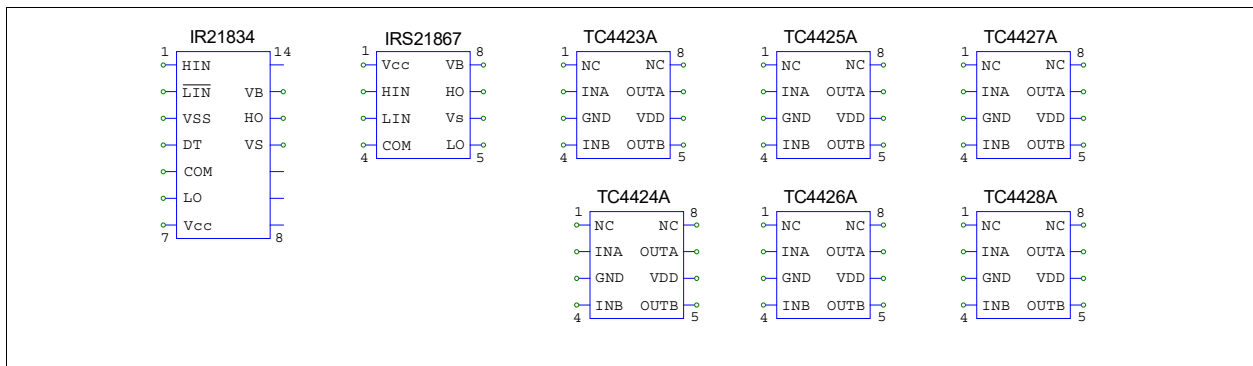 IR21834
1 14
HIN
LIN VB
VSS HO
DT VS
COM
LO
Vcc
7 8
IRS21867
1 8
Vcc VB
HIN HO
LIN Vs
COM LO
4 5
TC4423A
1 8
NC NC
INA OUTA
GND VDD
INB OUTB
4 5
TC4425A
1 8
NC NC
INA OUTA
GND VDD
INB OUTB
4 5
TC4427A
1 8
NC NC
INA OUTA
GND VDD
INB OUTB
4 5
TC4424A
1 8
NC NC
INA OUTA
GND VDD
INB OUTB
4 5
TC4426A
1 8
NC NC
INA OUTA
GND VDD
INB OUTB
4 5
TC4428A
1 8
NC NC
INA OUTA
GND VDD
INB OUTB
4 5